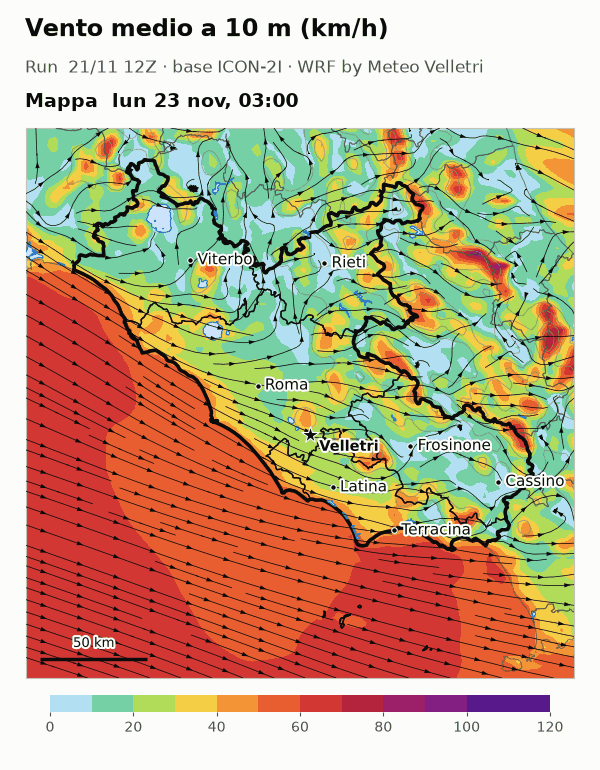 Vento medio a 10 m (km/h)
Run  21/11 12Z · base ICON-2I · WRF by Meteo Velletri
Mappa  lun 23 nov, 03:00
Viterbo
Rieti
Roma
Velletri
Frosinone
Cassino
Latina
Terracina
50 km
0 20 40 60 80 100 120